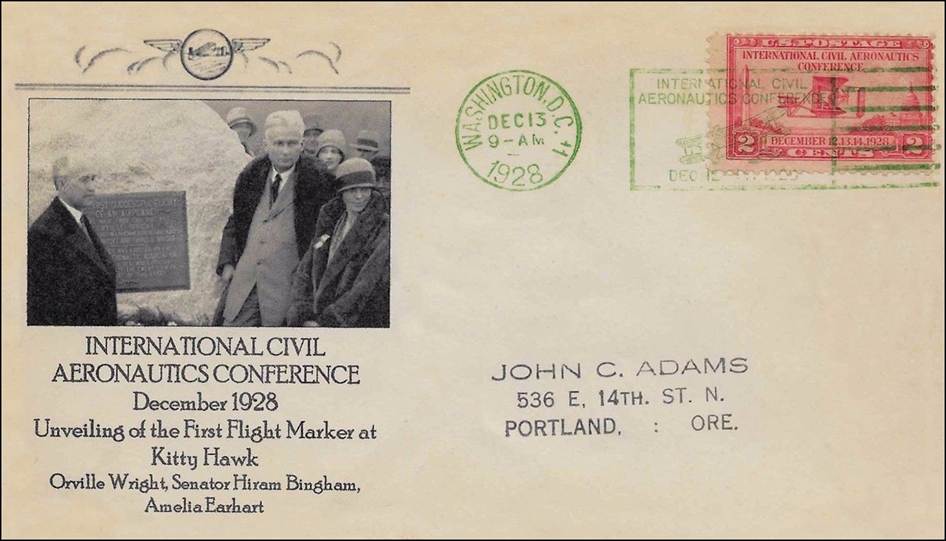 INTERNATIONAL CIVIL
AERONAUTICS CONFERENCE
December 1928
Unveiling of the First Flight Marker at
Kitty Hawk
Orville Wright, Senator Hiram Bingham,
Amelia Earhart
WASHINGTON, D.C.
DEC 13
9-AM
1928
INTERNATIONAL CIVIL
AERONAUTICS CONFERENCE
DEC 12
U.S. POSTAGE
INTERNATIONAL CIVIL AERONAUTICS
CONFERENCE
2 DECEMBER 12,13,14,1928 2
CENTS
JOHN C. ADAMS
536 E, 14TH. ST. N.
PORTLAND, : ORE.